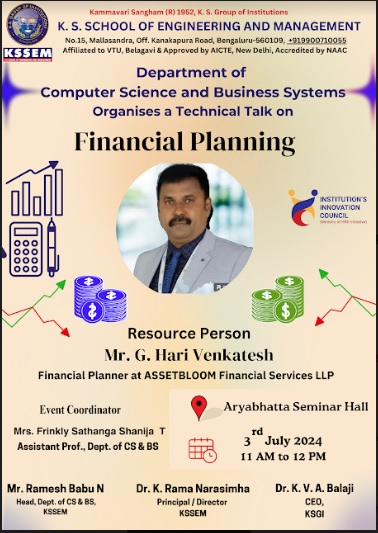 Kammavari Sangham (R) 1952, K. S. Group of Institutions
K. S. SCHOOL OF ENGINEERING AND MANAGEMENT
No.15, Mallasandra, Off. Kanakapura Road, Bengaluru-560109, +919900710055
Affiliated to VTU, Belagavi & Approved by AICTE, New Delhi, Accredited by NAAC
KSSEM
Department of
Computer Science and Business Systems
Organises a Technical Talk on
Financial Planning
INSTITUTION'S
INNOVATION
COUNCIL
Resource Person
Mr. G. Hari Venkatesh
Financial Planner at ASSETBLOOM Financial Services LLP
Event Coordinator
Mrs. Frinkly Sathanga Shanija T
Assistant Prof., Dept. of CS & BS
Aryabhatta Seminar Hall
3rd July 2024
11 AM to 12 PM
Mr. Ramesh Babu N
Head, Dept. of CS & BS,
KSSEM
Dr. K. Rama Narasimha
Principal / Director
KSSEM
Dr. K. V. A. Balaji
CEO,
KSGI